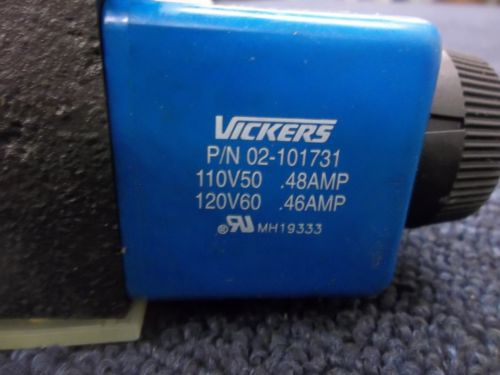 VICKERS
P/N 02-101731
110V50 .48AMP
120V60 .46AMP
® MH19333